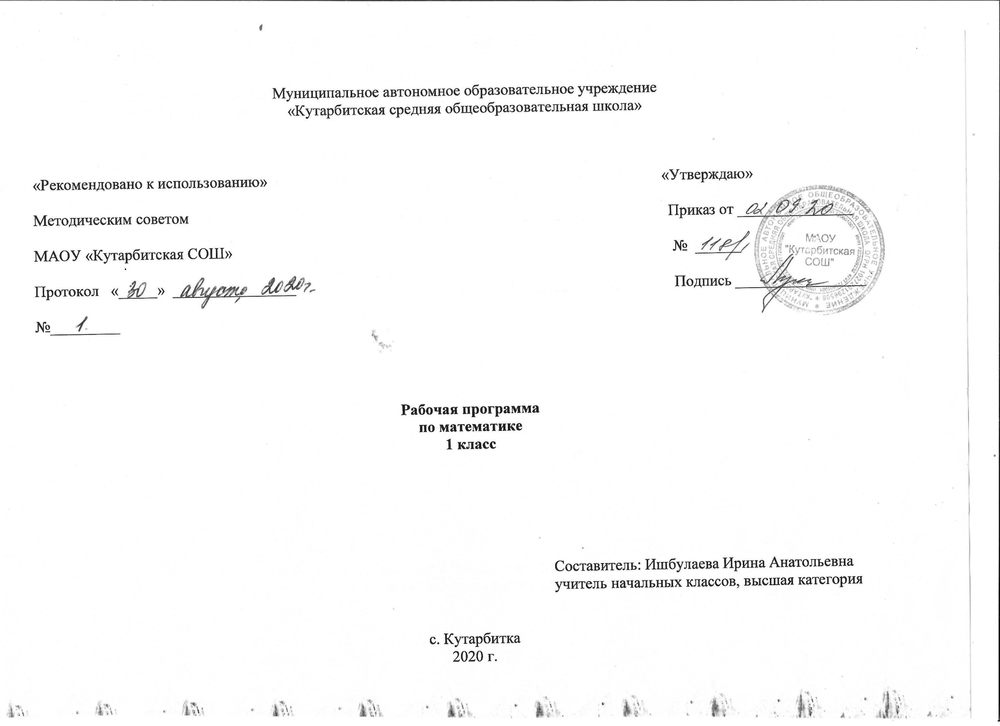 Муниципальное автономное образовательное учреждение
«Кутарбитская средняя общеобразовательная школа»
«Рекомендовано к использованию»
Методическим советом
МАОУ «Кутарбитская СОШ»
Протокол «30» августа 2020г.
№ 1.
«Утверждаю»
Приказ от 02 09.20
№ 118/1
Подпись
МАОУ
"Кутарбитская
СОШ"
Рабочая программа
по математике
1 класс
Составитель: Ишбулаева Ирина Анатольевна
учитель начальных классов, высшая категория
с. Кутарбитка
2020 г.